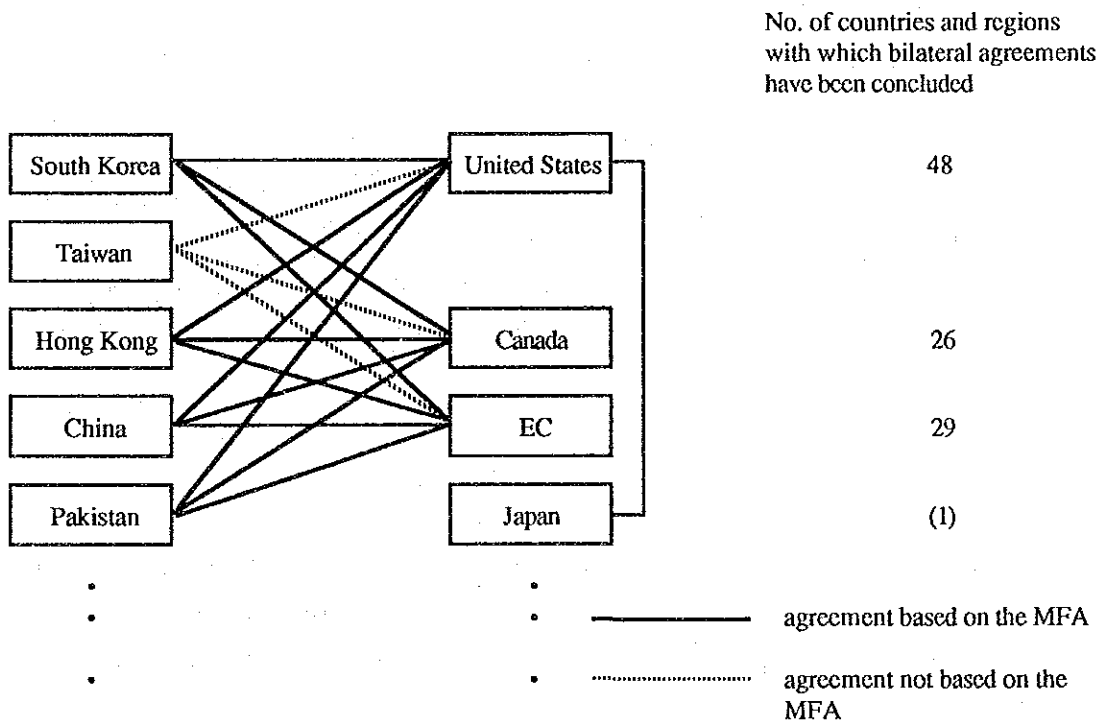 No. of countries and regions
with which bilateral agreements
have been concluded
South Korea
United States
48
Taiwan
Hong Kong
Canada
26
China
EC
29
Pakistan
Japan
(1)
agreement based on the MFA
agreement not based on the
MFA